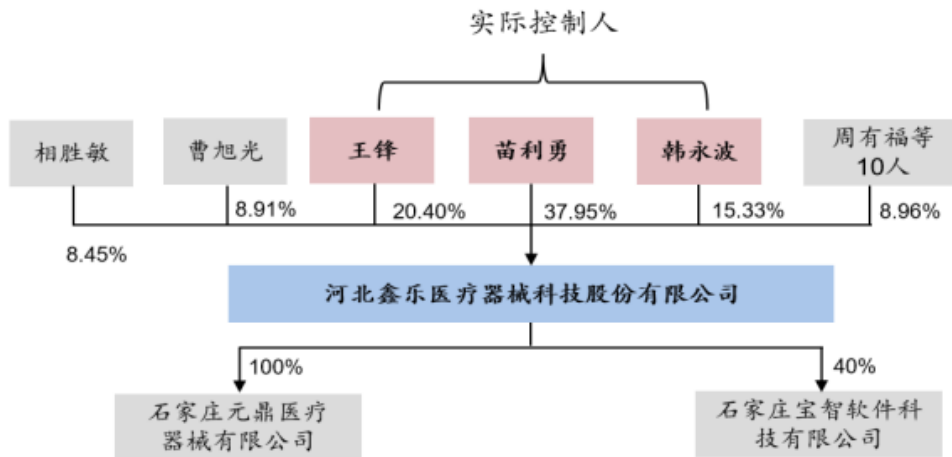 实际控制人
相胜敏
曹旭光
王锋
苗利勇
韩永波
周有福等
10人
8.45%
8.91%
20.40%
37.95%
15.33%
8.96%
河北鑫乐医疗器械科技股份有限公司
100%
40%
石家庄元鼎医疗
器械有限公司
石家庄宝智软件科
技有限公司